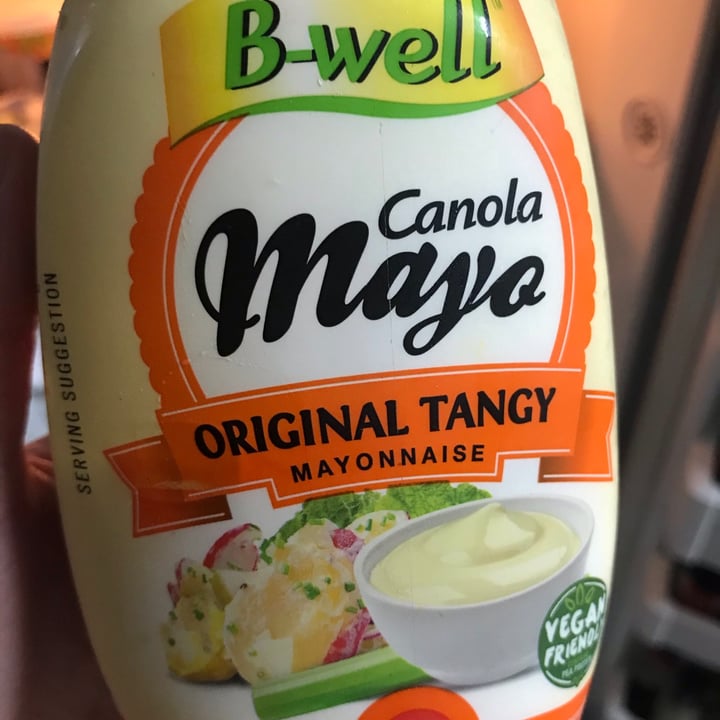 B-well
Canola
Mayo
ORIGINAL TANGY
MAYONNAISE
SERVING SUGGESTION
VEGAN
FRIENDLY